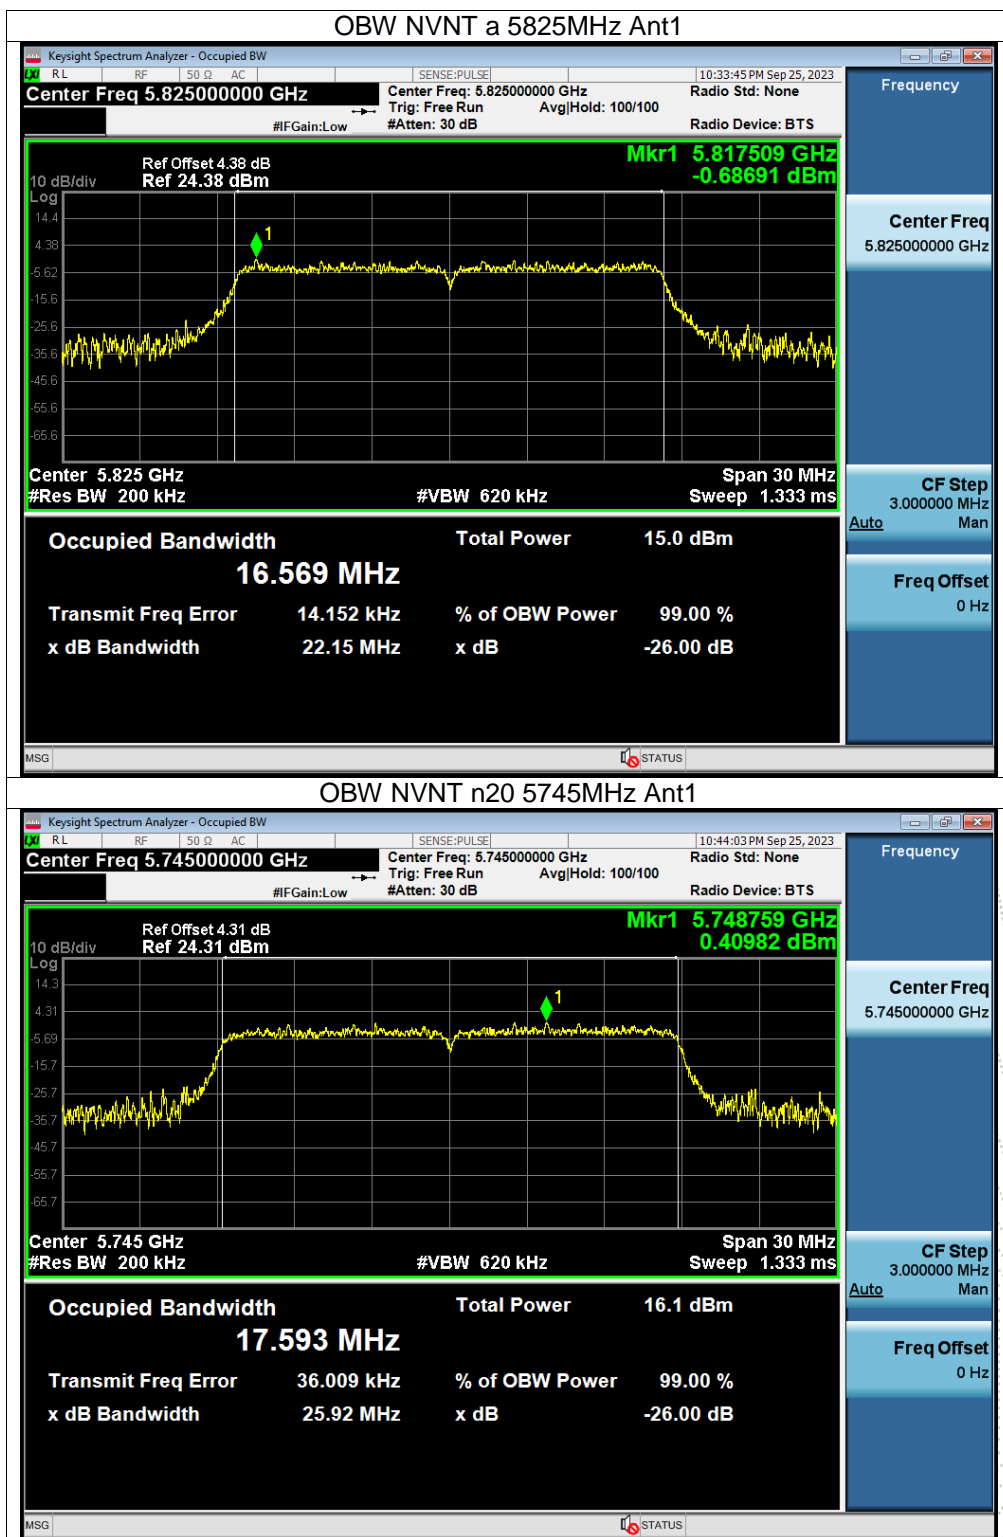 OBW NVNT a 5825MHz Ant1
Keysight Spectrum Analyzer - Occupied BW
LXI RL RF 50 Ω AC SENSE:PULSE 10:33:45 PM Sep 25, 2023
Center Freq 5.825000000 GHz
Center Freq: 5.825000000 GHz Radio Std: None
Trig: Free Run Avg|Hold: 100/100
#IFGain:Low #Atten: 30 dB Radio Device: BTS
Frequency
Mkr1 5.817509 GHz
-0.68691 dBm
Ref Offset 4.38 dB
10 dB/div Ref 24.38 dBm
Log
14.4
4.38
-5.62
-15.6
-25.6
-35.6
-45.6
-55.6
-65.6
1
Center 5.825 GHz Span 30 MHz
#Res BW 200 kHz #VBW 620 kHz Sweep 1.333 ms
Center Freq
5.825000000 GHz
CF Step
3.000000 MHz
Auto Man
Freq Offset
0 Hz
Occupied Bandwidth Total Power 15.0 dBm
16.569 MHz
Transmit Freq Error 14.152 kHz % of OBW Power 99.00 %
x dB Bandwidth 22.15 MHz x dB -26.00 dB
MSG STATUS
OBW NVNT n20 5745MHz Ant1
Keysight Spectrum Analyzer - Occupied BW
LXI RL RF 50 Ω AC SENSE:PULSE 10:44:03 PM Sep 25, 2023
Center Freq 5.745000000 GHz
Center Freq: 5.745000000 GHz Radio Std: None
Trig: Free Run Avg|Hold: 100/100
#IFGain:Low #Atten: 30 dB Radio Device: BTS
Frequency
Mkr1 5.748759 GHz
0.40982 dBm
Ref Offset 4.31 dB
10 dB/div Ref 24.31 dBm
Log
14.3
4.31
-5.69
-15.7
-25.7
-35.7
-45.7
-55.7
-65.7
1
Center 5.745 GHz Span 30 MHz
#Res BW 200 kHz #VBW 620 kHz Sweep 1.333 ms
Center Freq
5.745000000 GHz
CF Step
3.000000 MHz
Auto Man
Freq Offset
0 Hz
Occupied Bandwidth Total Power 16.1 dBm
17.593 MHz
Transmit Freq Error 36.009 kHz % of OBW Power 99.00 %
x dB Bandwidth 25.92 MHz x dB -26.00 dB
MSG STATUS